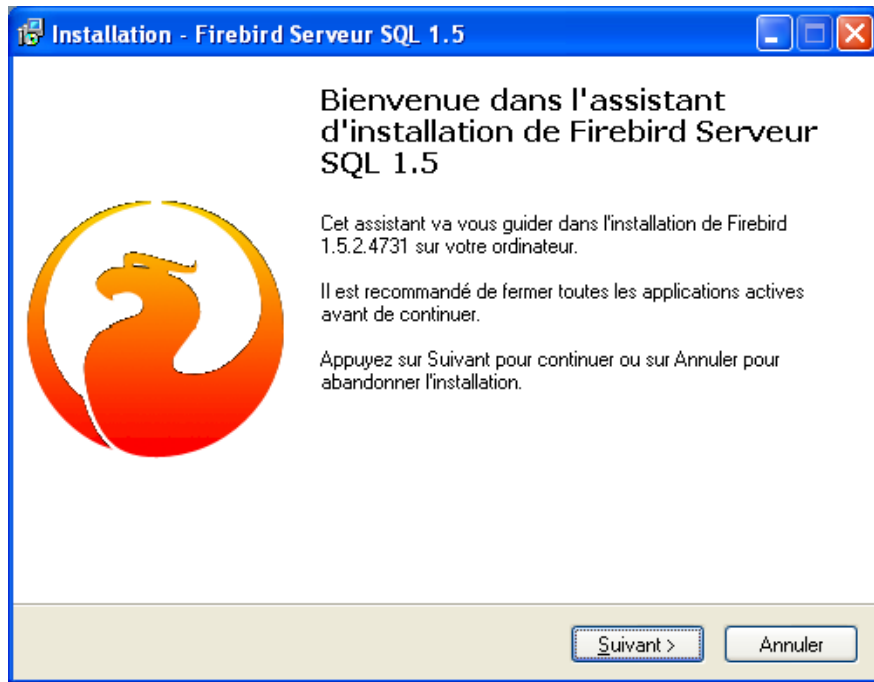 Installation - Firebird Serveur SQL 1.5
Bienvenue dans l'assistant
d'installation de Firebird Serveur
SQL 1.5
Cet assistant va vous guider dans l'installation de Firebird
1.5.2.4731 sur votre ordinateur.
Il est recommandé de fermer toutes les applications actives
avant de continuer.
Appuyez sur Suivant pour continuer ou sur Annuler pour
abandonner l'installation.
Suivant >
Annuler